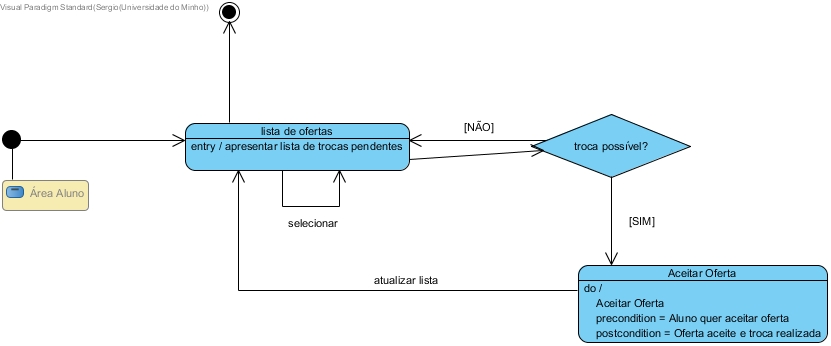 Visual Paradigm Standard(Sergio(Universidade do Minho))
lista de ofertas
entry / apresentar lista de trocas pendentes
[NÃO]
troca possível?
Área Aluno
selecionar
[SIM]
atualizar lista
Aceitar Oferta
do /
Aceitar Oferta
precondition = Aluno quer aceitar oferta
postcondition = Oferta aceite e troca realizada